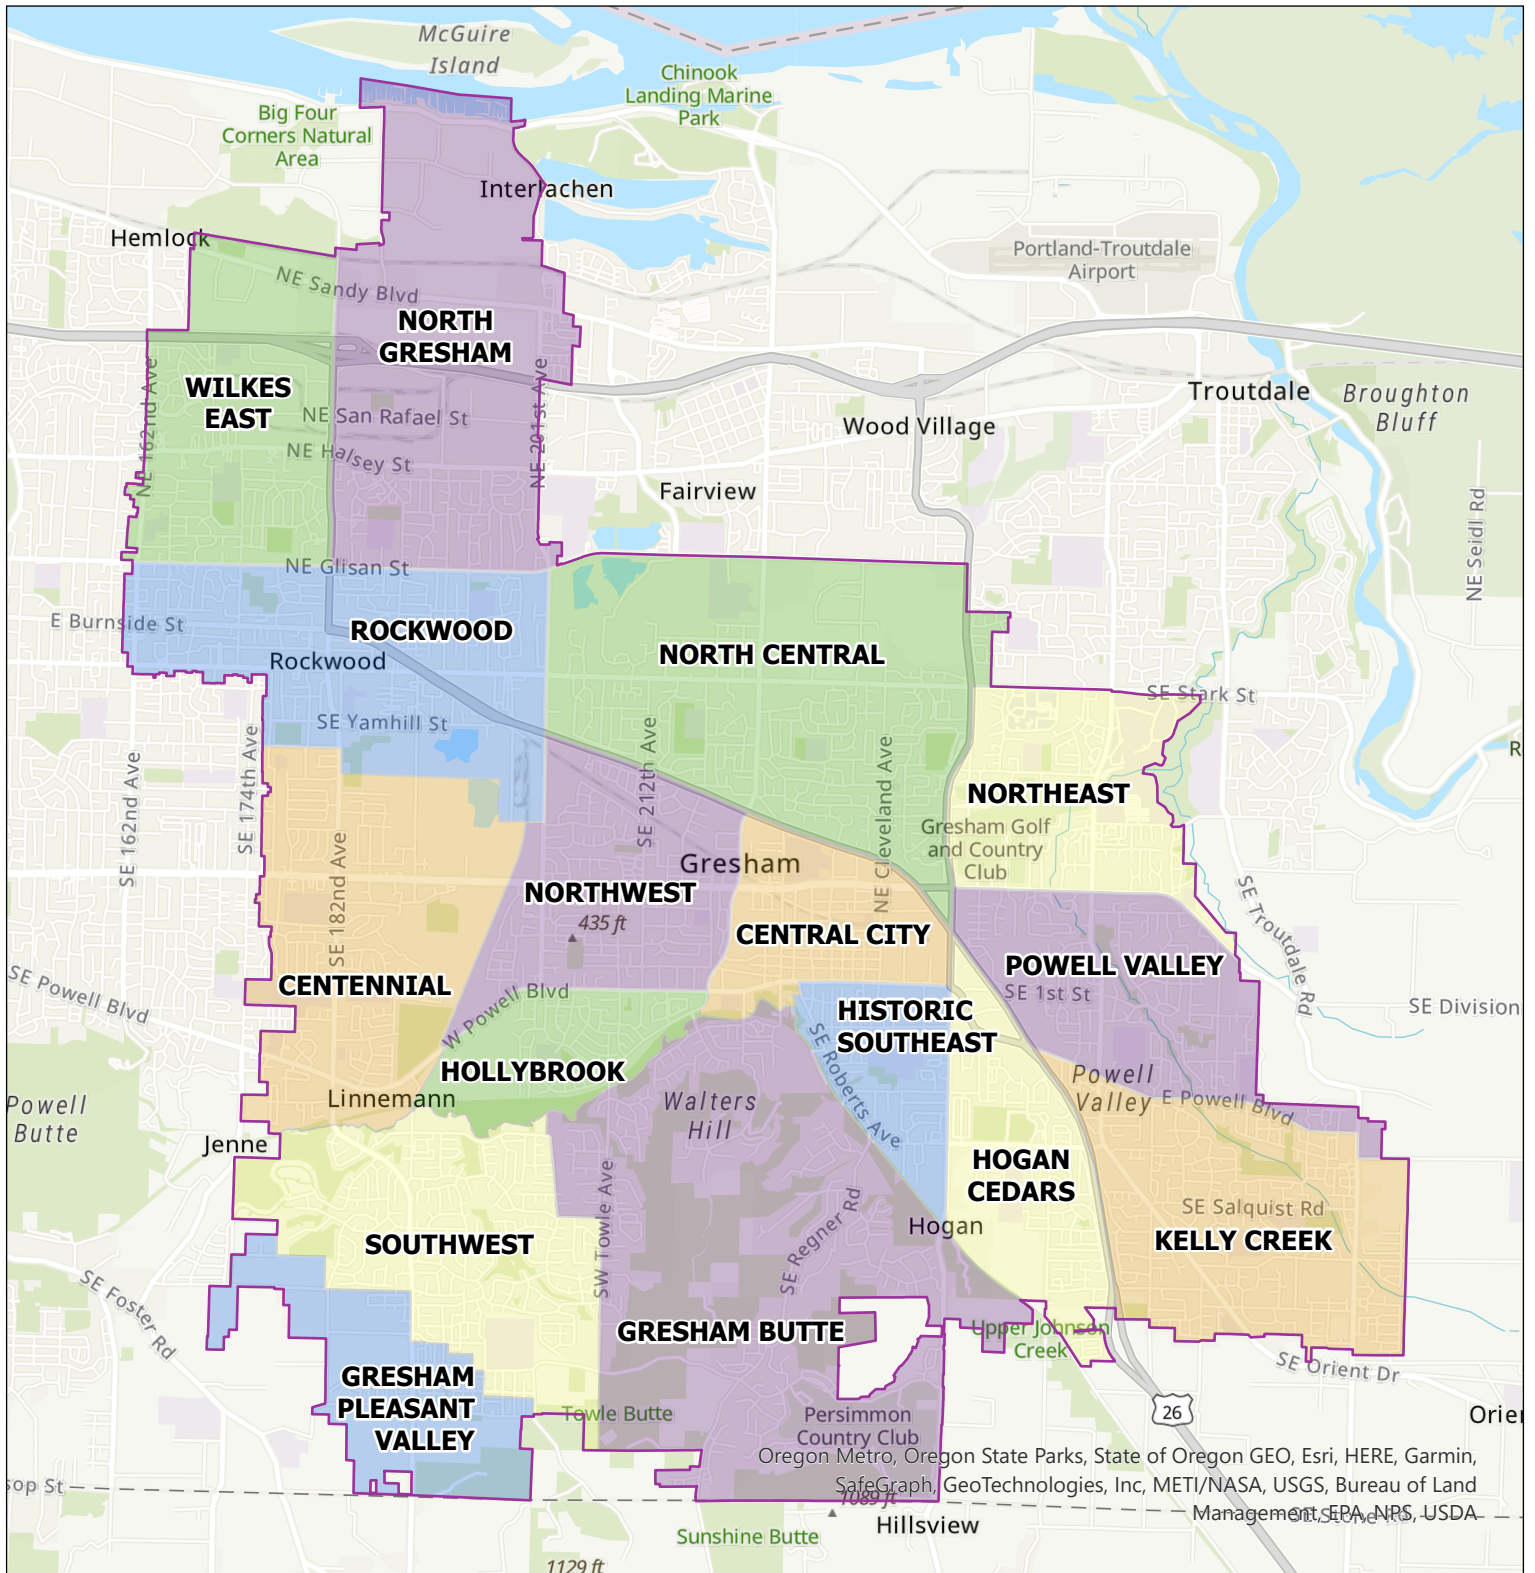 McGuire
Island
Chinook
Landing Marine
Park
Big Four
Corners Natural
Area
Interlachen
Hemlock
Portland-Troutdale
Airport
NE Sandy Blvd
NORTH
GRESHAM
NE 162nd Ave
WILKES
EAST
NE San Rafael St
NE 201st Ave
NE Halsey St
Troutdale
Broughton
Bluff
Wood Village
Fairview
NE Seidl Rd
NE Glisan St
E Burnside St
ROCKWOOD
Rockwood
NORTH CENTRAL
SE Stark St
SE Yamhill St
SE 162nd Ave
SE 174th Ave
SE 212th Ave
NE Cleveland Ave
R
NORTHEAST
Gresham Golf
and Country
Club
SE 182nd Ave
Gresham
NORTHWEST
435 ft
CENTRAL CITY
SE Troutdale Rd
CENTENNIAL
SE Powell Blvd
W Powell Blvd
POWELL VALLEY
SE 1st St
SE Division
HISTORIC
SOUTHEAST
SE Roberts Ave
HOLLYBROOK
Linnemann
Powell
Butte
Walters
Hill
Powell
Valley
E Powell Blvd
Jenne
HOGAN
CEDARS
SW Towle Ave
SE Regner Rd
Hogan
SE Salquist Rd
KELLY CREEK
SOUTHWEST
SE Foster Rd
GRESHAM BUTTE
Upper Johnson
Creek
SE Orient Dr
GRESHAM
PLEASANT
VALLEY
Towle Butte
Persimmon
Country Club
26
Orier
sop St
Oregon Metro, Oregon State Parks, State of Oregon GEO, Esri, HERE, Garmin,
SafeGraph, GeoTechnologies, Inc, METI/NASA, USGS, Bureau of Land
Management, EPA, NPS, USDA
1089 ft
SE Stone Rd
Hillsview
Sunshine Butte
1129 ft